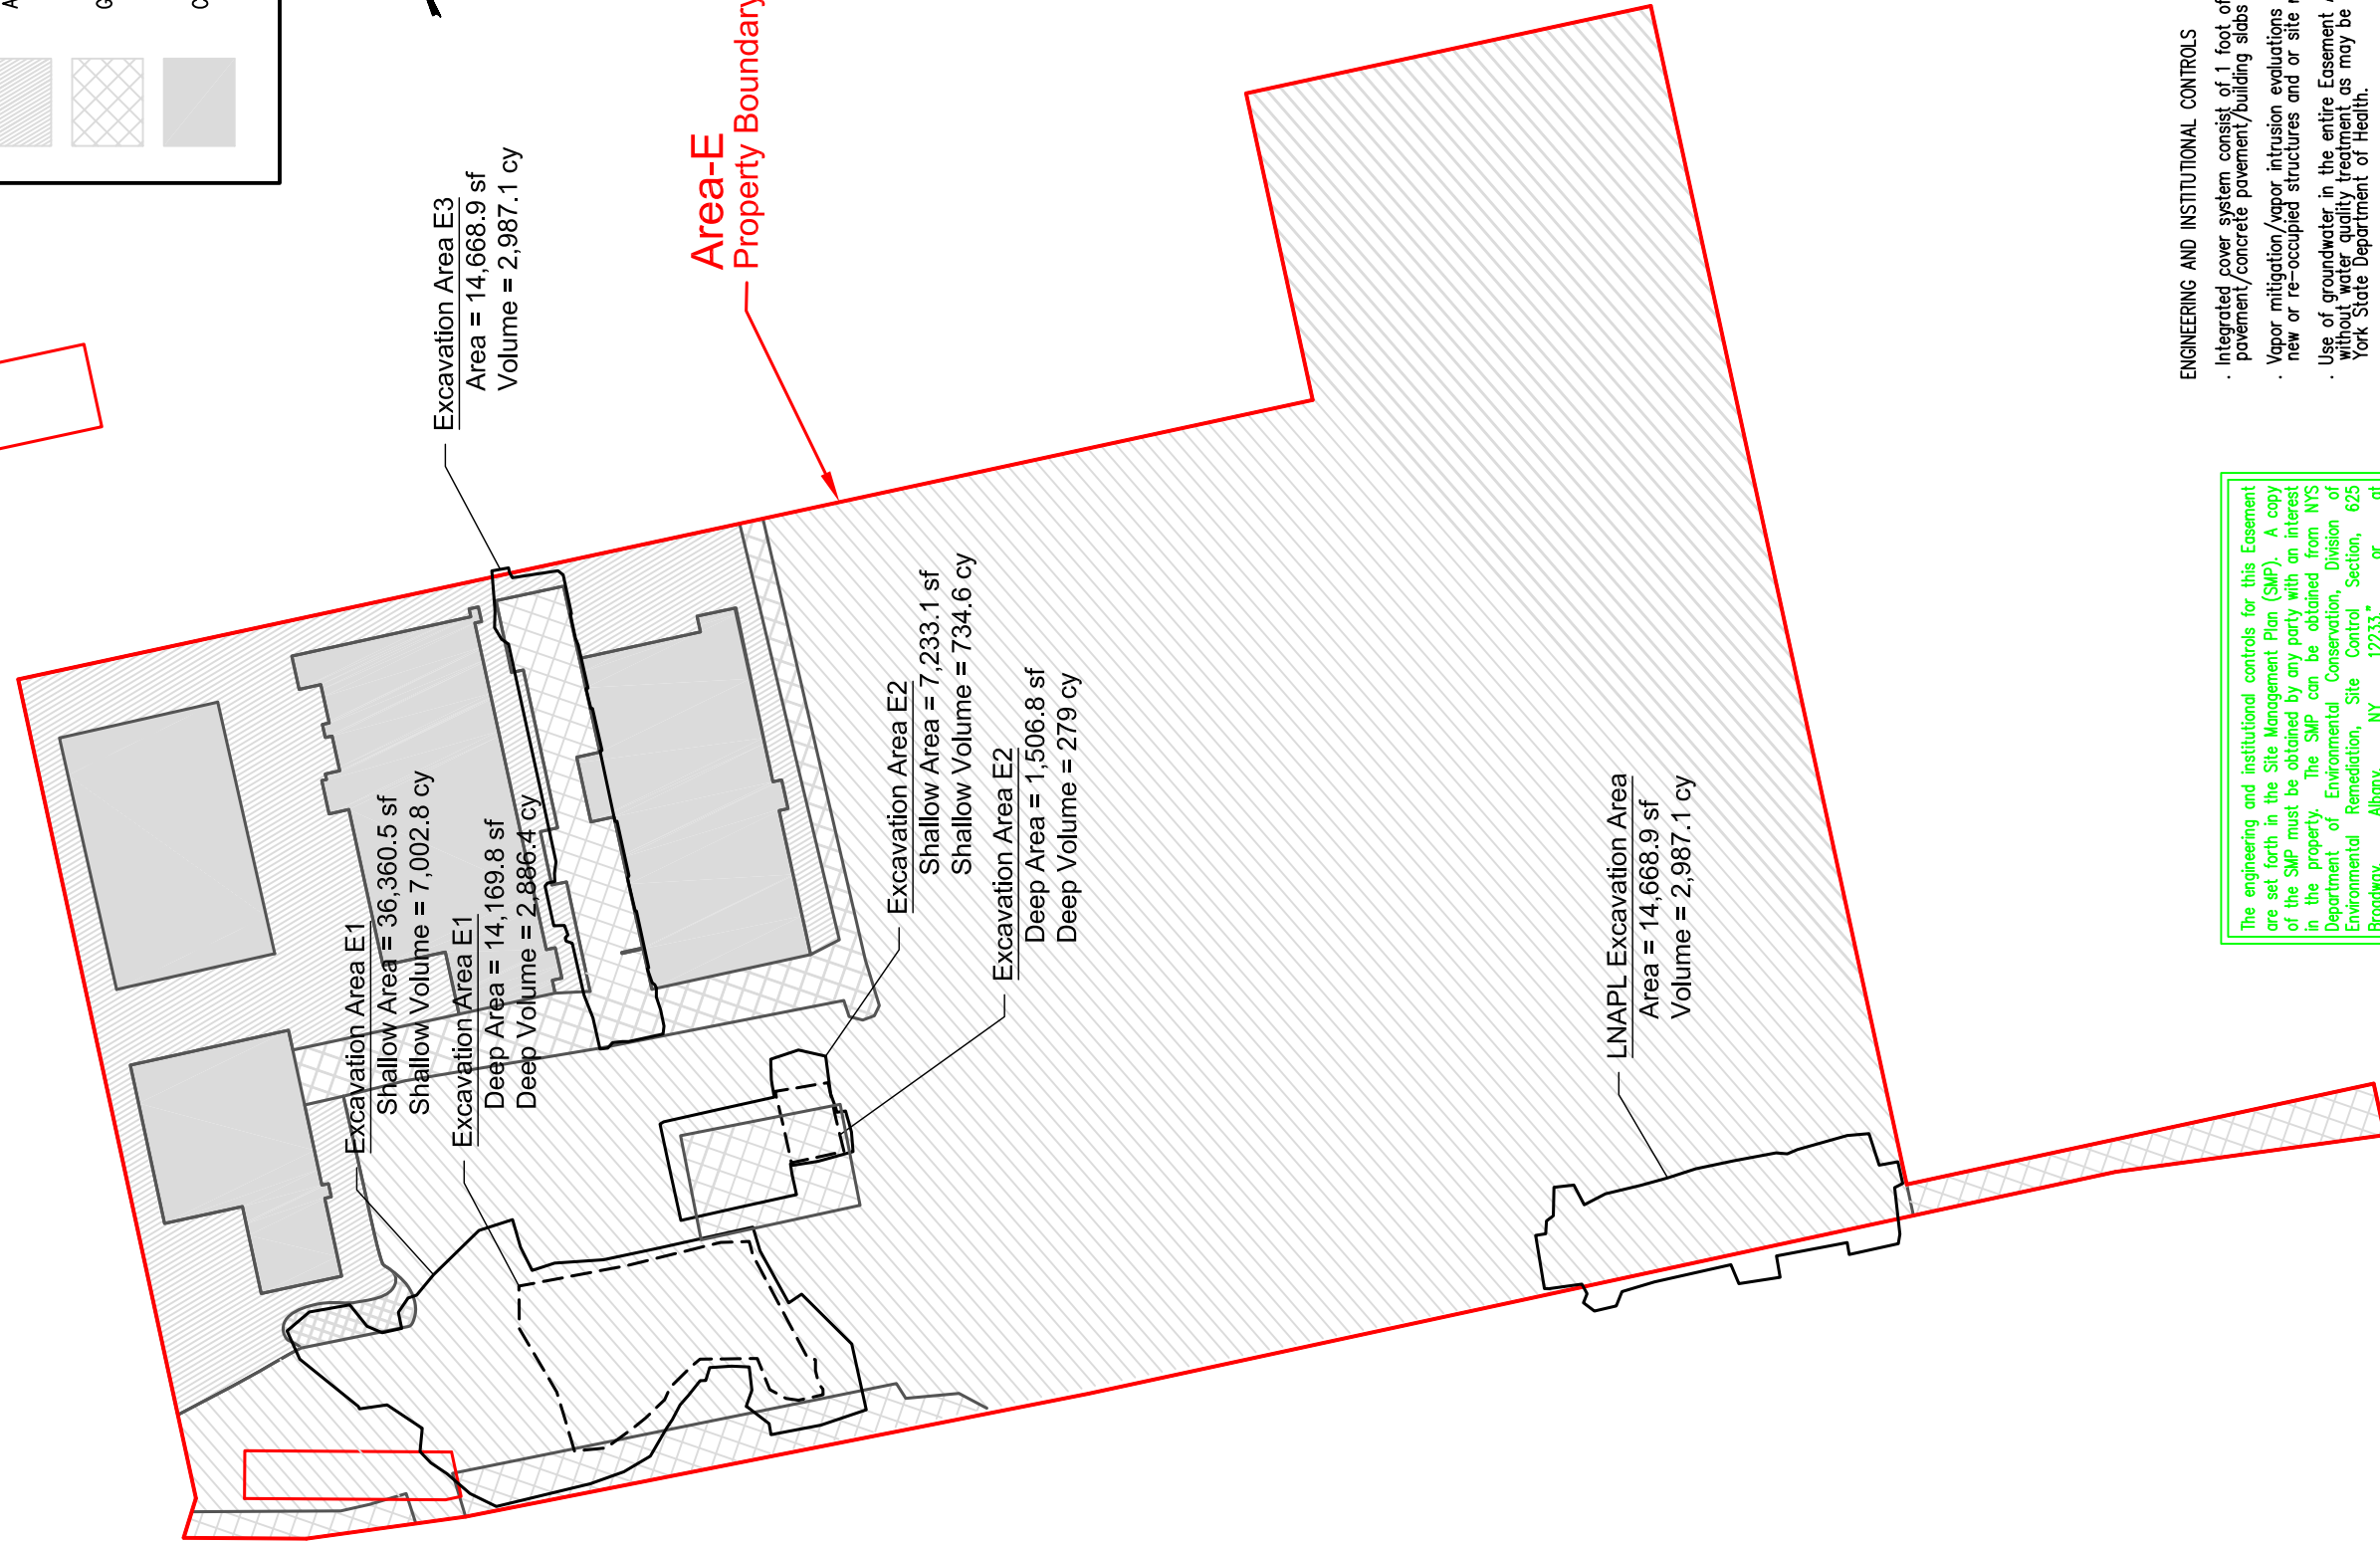 A
G
C
Area-E
Property Boundary
Excavation Area E3
Area = 14,668.9 sf
Volume = 2,987.1 cy
Excavation Area E1
Shallow Area = 36,360.5 sf
Shallow Volume = 7,002.8 cy
Excavation Area E1
Deep Area = 14,169.8 sf
Deep Volume = 2,886.4 cy
Excavation Area E2
Shallow Area = 7,233.1 sf
Shallow Volume = 734.6 cy
Excavation Area E2
Deep Area = 1,506.8 sf
Deep Volume = 279 cy
LNAPL Excavation Area
Area = 14,668.9 sf
Volume = 2,987.1 cy
ENGINEERING AND INSTITUTIONAL CONTROLS
. Integrated cover system consist of 1 foot of
pavement/concrete pavement/building slabs
. Vapor mitigation/vapor intrusion evaluations
new or re-occupied structures and or site
. Use of groundwater in the entire Easement
without water quality treatment as may be
York State Department of Health.
The engineering and institutional controls for this Easement
are set forth in the Site Management Plan (SMP). A copy
of the SMP must be obtained by any party with an interest
in the property. The SMP can be obtained from NYS
Department of Environmental Conservation, Division of
Environmental Remediation, Site Control Section, 625
Broadway, Albany, NY 12233" or at